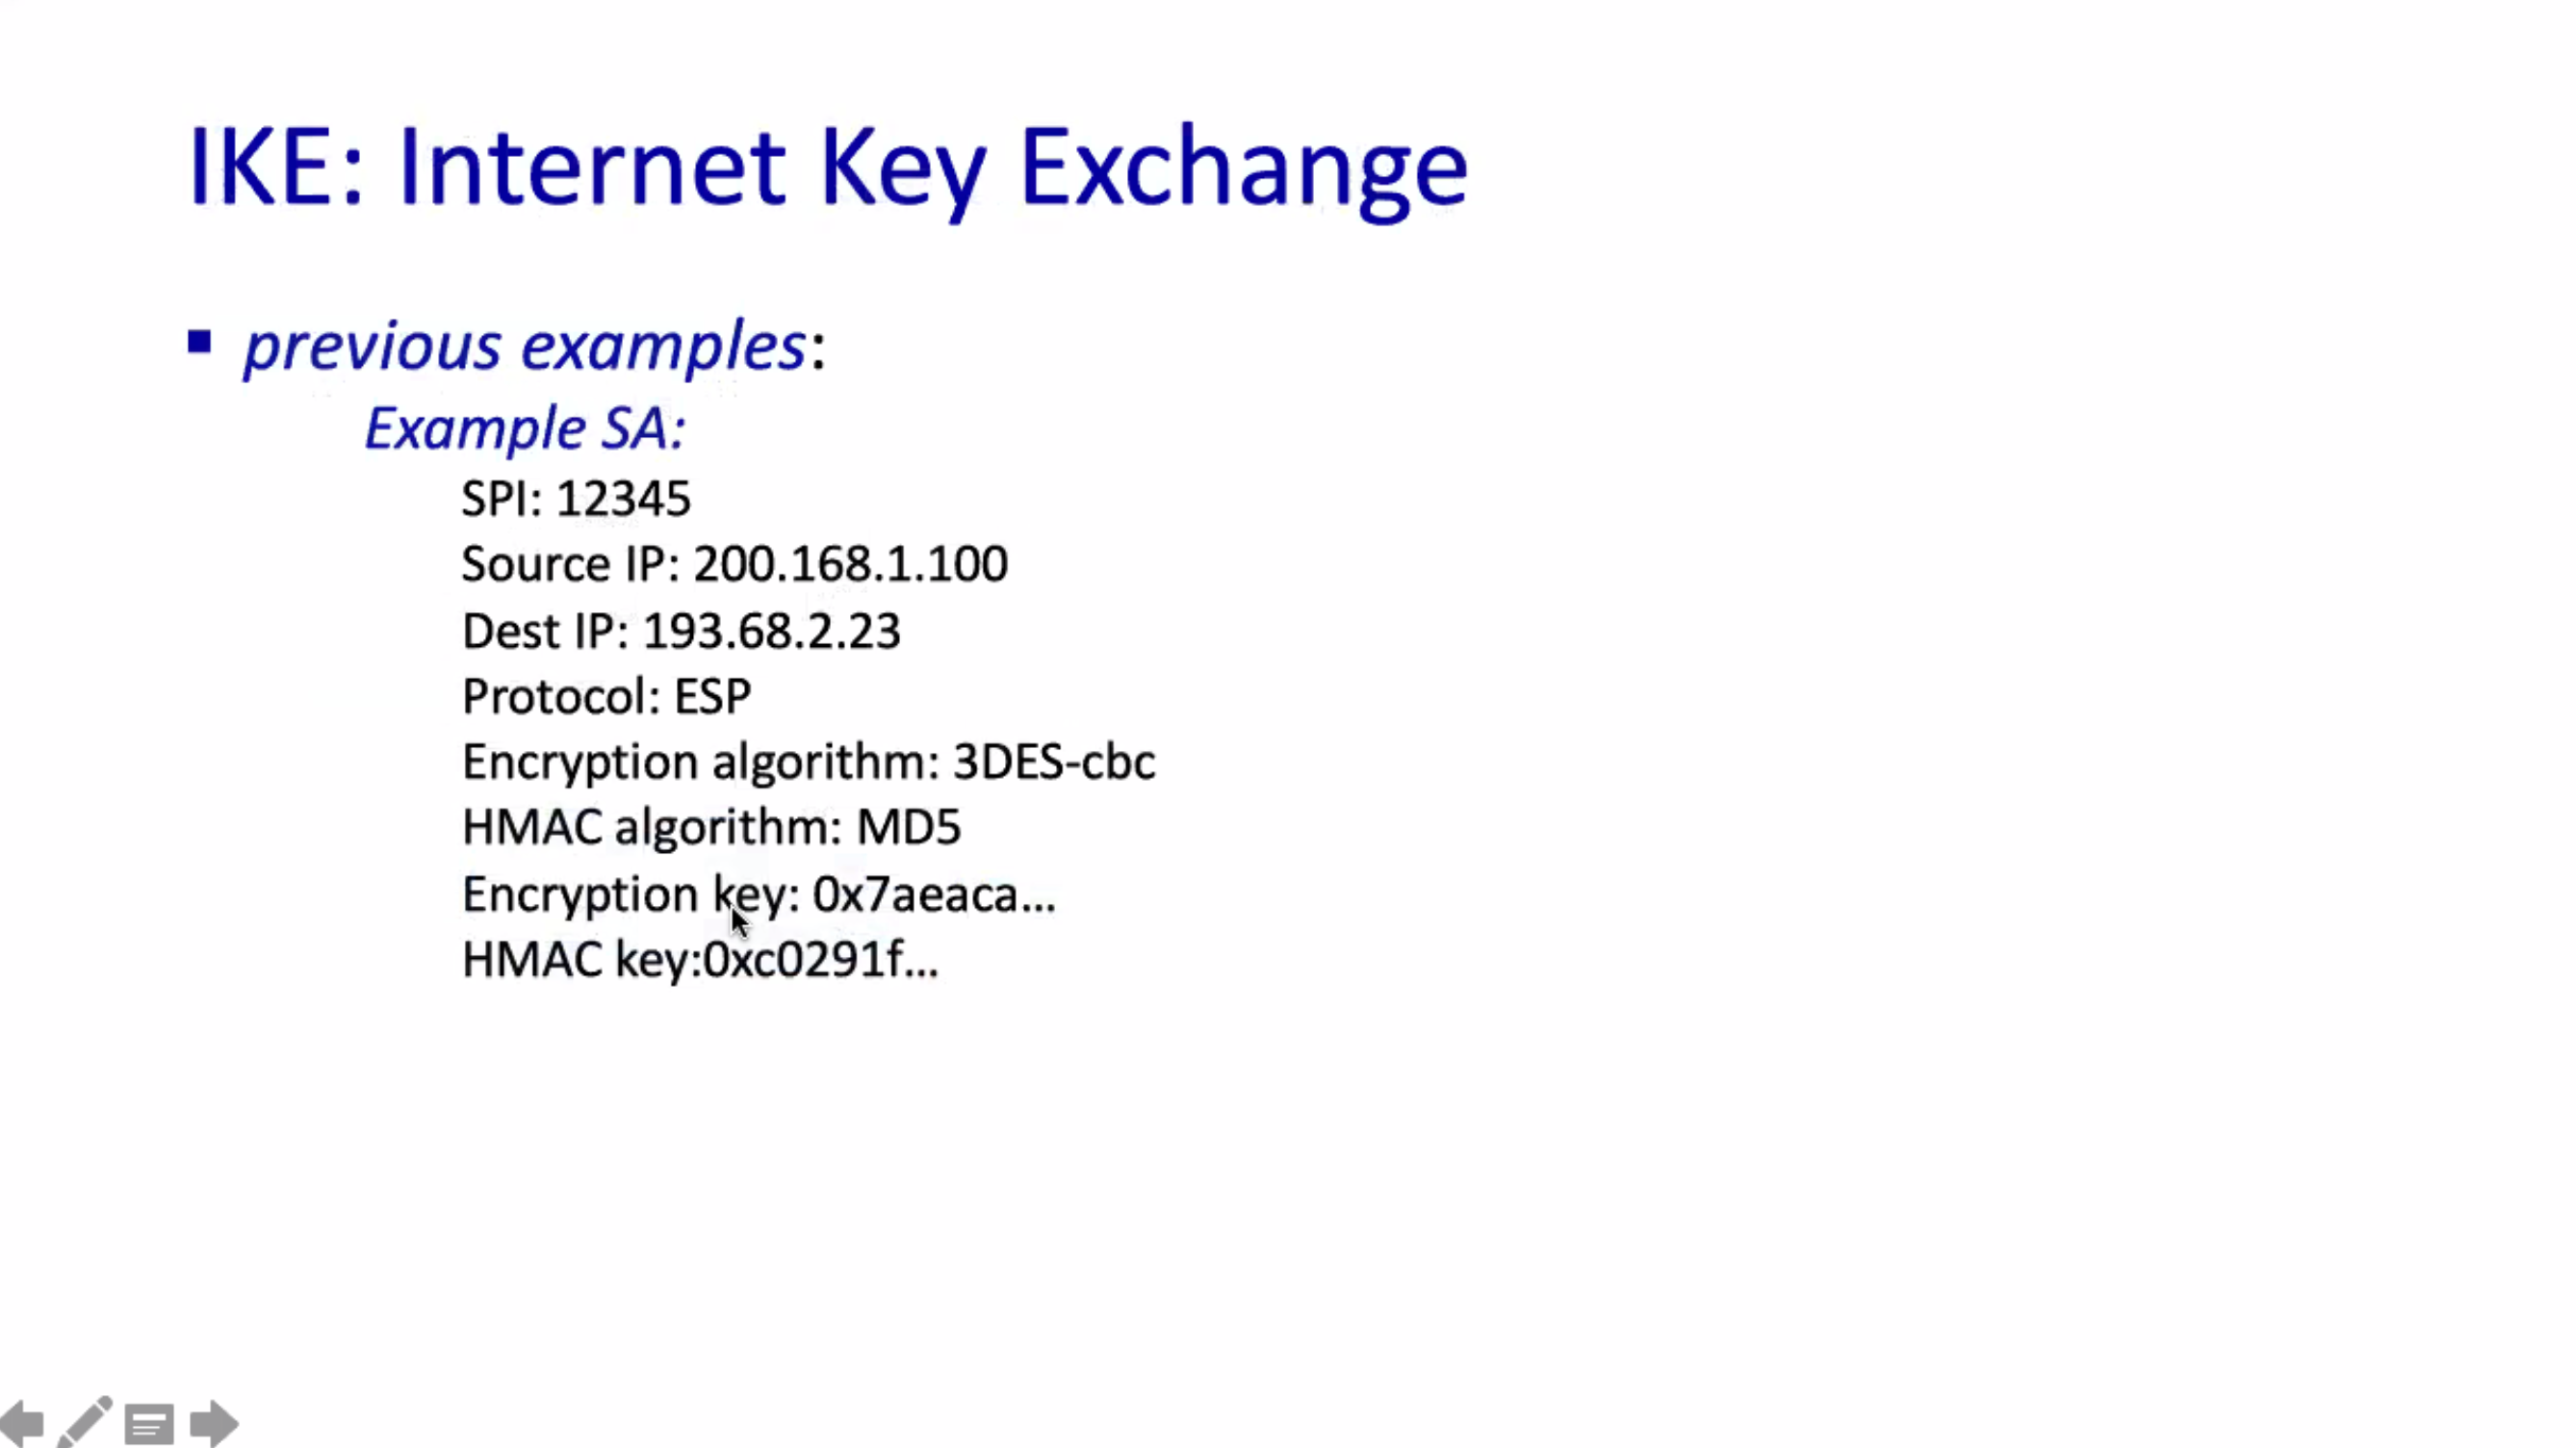 IKE: Internet Key Exchange
previous examples:
Example SA:
SPI: 12345
Source IP: 200.168.1.100
Dest IP: 193.68.2.23
Protocol: ESP
Encryption algorithm: 3DES-cbc
HMAC algorithm: MD5
Encryption key: 0x7aeaca…
HMAC key:0xc0291f…